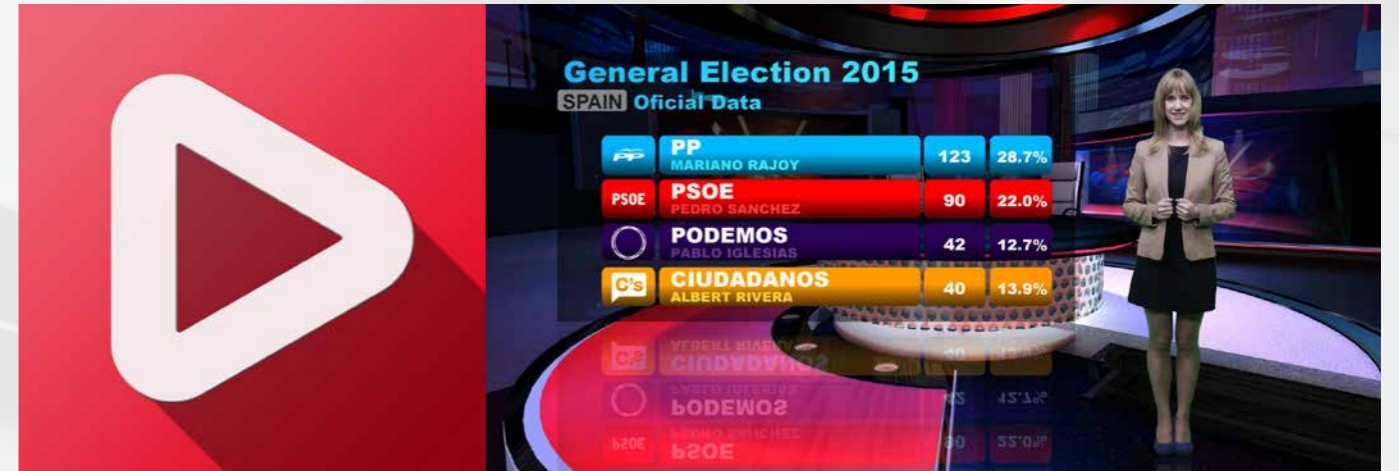 General Election 2015
SPAIN Oficial Data
PP PP 123 28.7%
MARIANO RAJOY
PSOE PSOE 90 22.0%
PEDRO SANCHEZ
PODEMOS 42 12.7%
PABLO IGLESIAS
C's CIUDADANOS 40 13.9%
ALBERT RIVERA